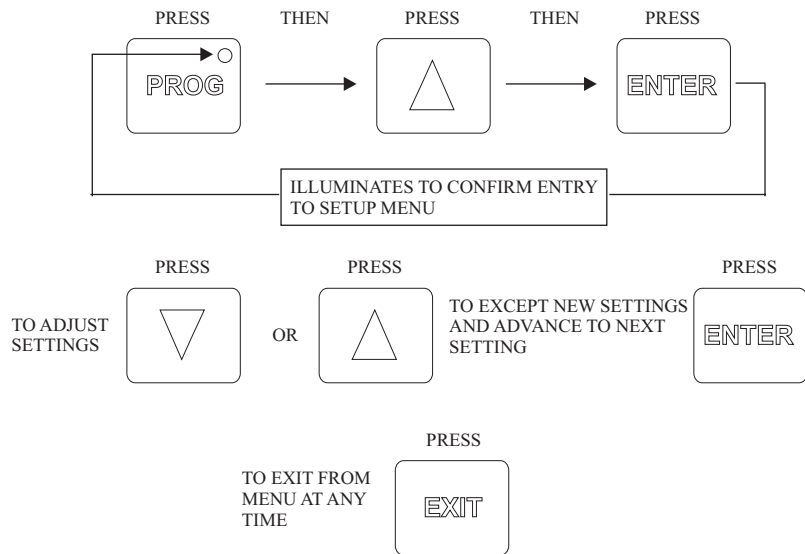 PRESS THEN PRESS THEN PRESS
PROG ENTER
ILLUMINATES TO CONFIRM ENTRY
TO SETUP MENU
PRESS PRESS PRESS
TO ADJUST
SETTINGS
OR
TO EXCEPT NEW SETTINGS
AND ADVANCE TO NEXT
SETTING
ENTER
PRESS
TO EXIT FROM
MENU AT ANY
TIME
EXIT